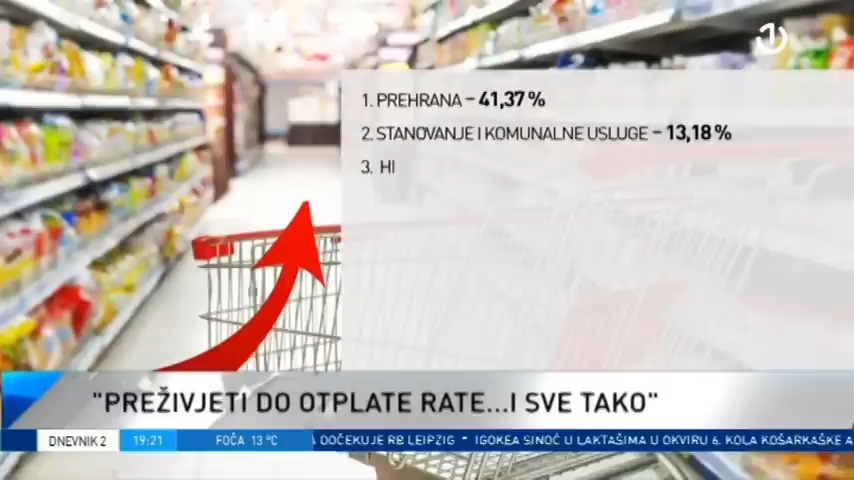 1. PREHRANA – 41,37 %
2. STANOVANJE I KOMUNALNE USLUGE – 13,18 %
3. HI
"PREŽIVJETI DO OTPLATE RATE...I SVE TAKO"
DNEVNIK 2 19:21 FOČA 13 °C A DOČEKUJE RB LEIPZIG * IGOKEA SINOĆ U LAKTAŠIMA U OKVIRU 6. KOLA KOŠARKAŠKE A